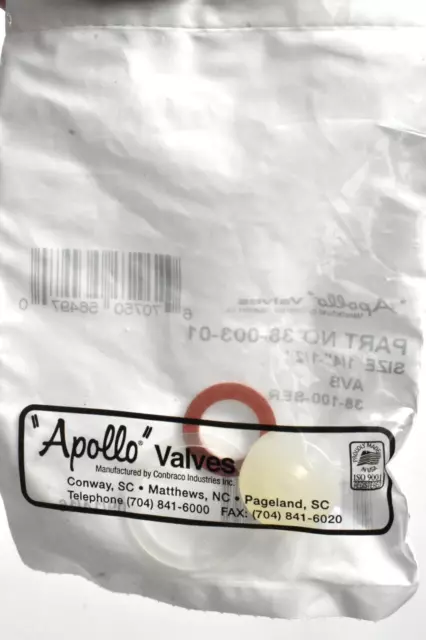 "Apollo" Valves
PART NO 38-003-01
SIZE 1/4"-1/2"
AVB
38-100-SER
6 70750 56497 0
"Apollo"® Valves
Manufactured by Conbraco Industries Inc.
Conway, SC • Matthews, NC • Pageland, SC
Telephone (704) 841-6000 FAX: (704) 841-6020
ISO 9001